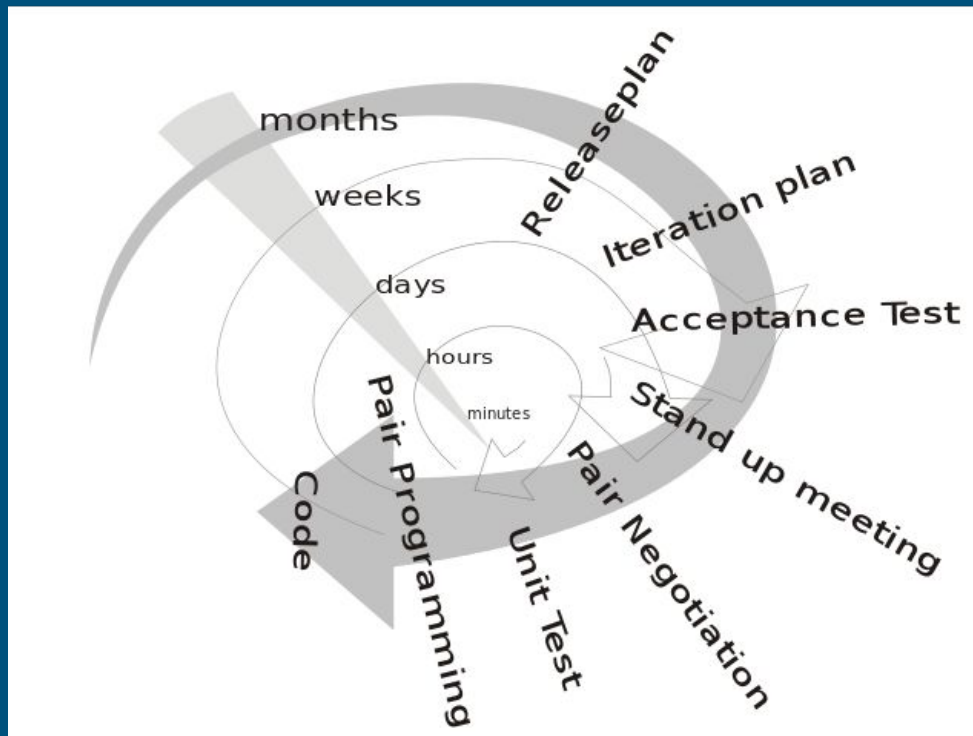 months
weeks
days
hours
minutes
Releaseplan
Iteration plan
Acceptance Test
Stand up meeting
Pair Negotiation
Unit Test
Pair Programming
Code